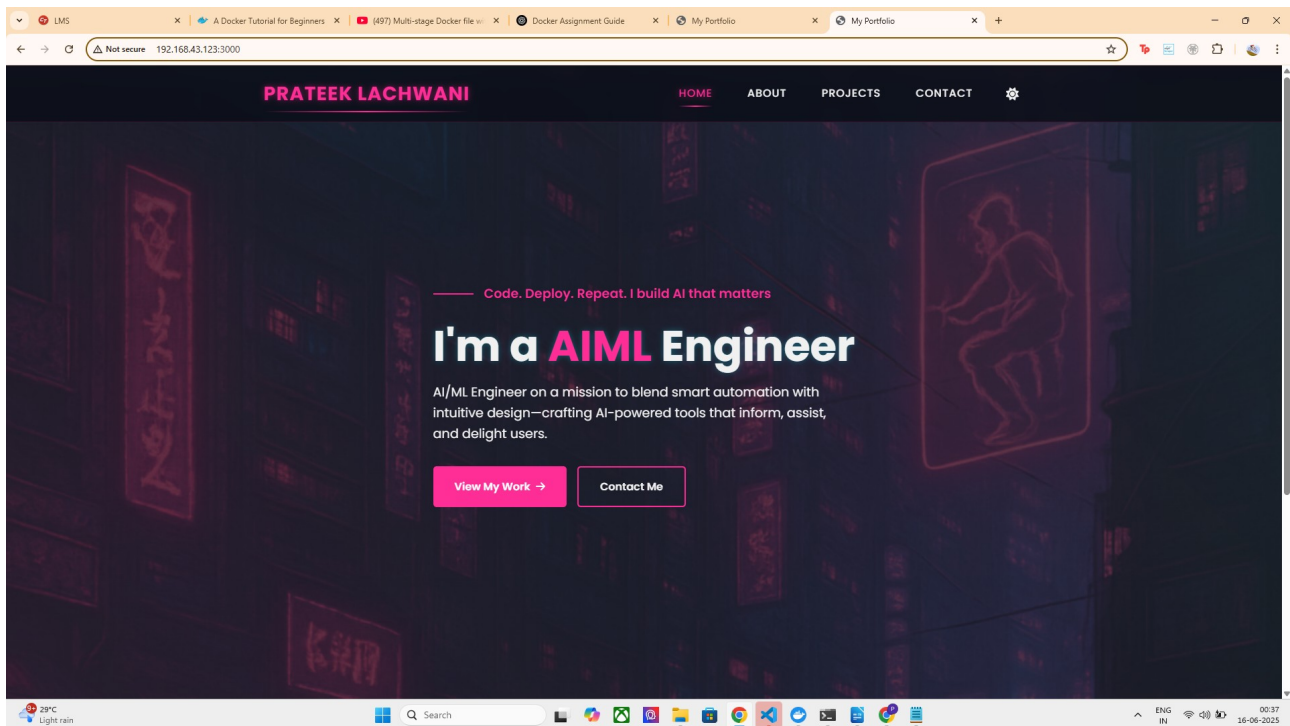 LMS
A Docker Tutorial for Beginners
(497) Multi-stage Docker file w
Docker Assignment Guide
My Portfolio
My Portfolio
Not secure 192.168.43.123:3000
PRATEEK LACHWANI
HOME ABOUT PROJECTS CONTACT
Code. Deploy. Repeat. I build AI that matters
I'm a AIML Engineer
AI/ML Engineer on a mission to blend smart automation with
intuitive design—crafting AI-powered tools that inform, assist,
and delight users.
View My Work →
Contact Me
29°C
Light rain
Search
ENG
IN
00:37
16-06-2025